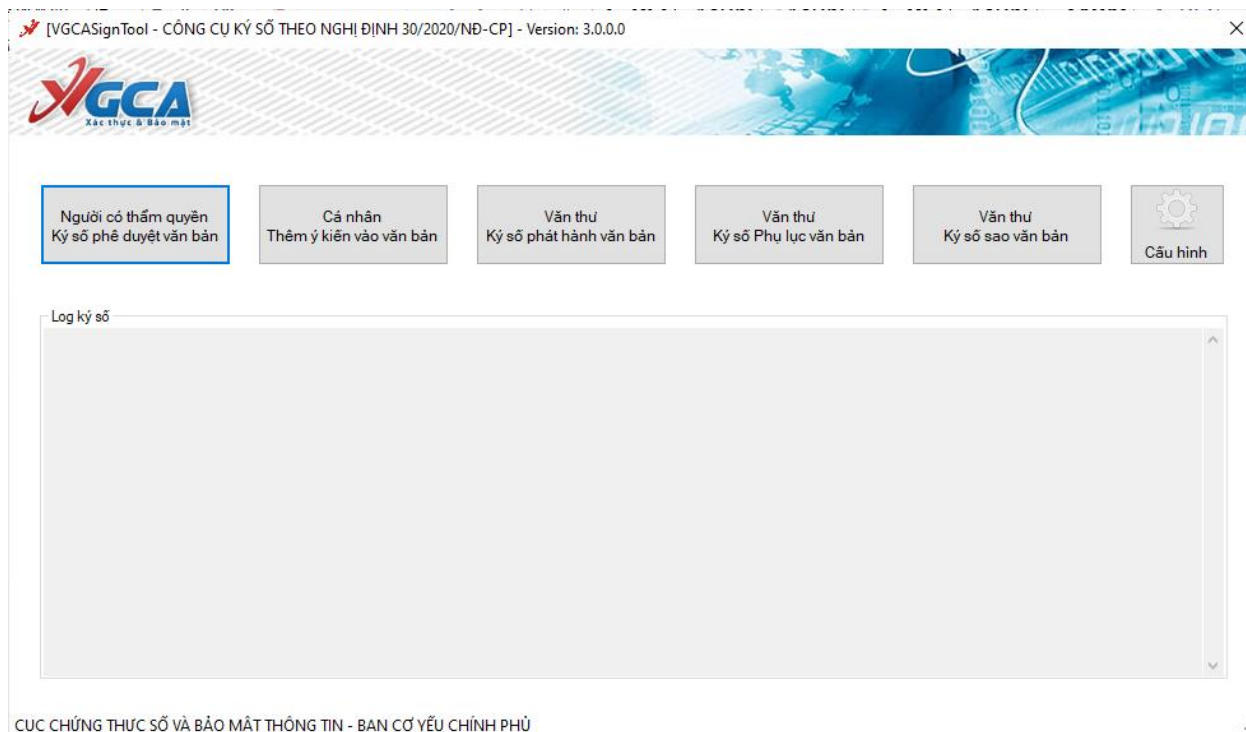 [VGCASignTool - CÔNG CỤ KÝ SỐ THEO NGHỊ ĐỊNH 30/2020/NĐ-CP] - Version: 3.0.0.0
VGCA
Xác thực & Bảo mật
Người có thẩm quyền
Ký số phê duyệt văn bản
Cá nhân
Thêm ý kiến vào văn bản
Văn thư
Ký số phát hành văn bản
Văn thư
Ký số Phụ lục văn bản
Văn thư
Ký số sao văn bản
Cấu hình
Log ký số
CỤC CHỨNG THỰC SỐ VÀ BẢO MẬT THÔNG TIN - BAN CƠ YẾU CHÍNH PHỦ